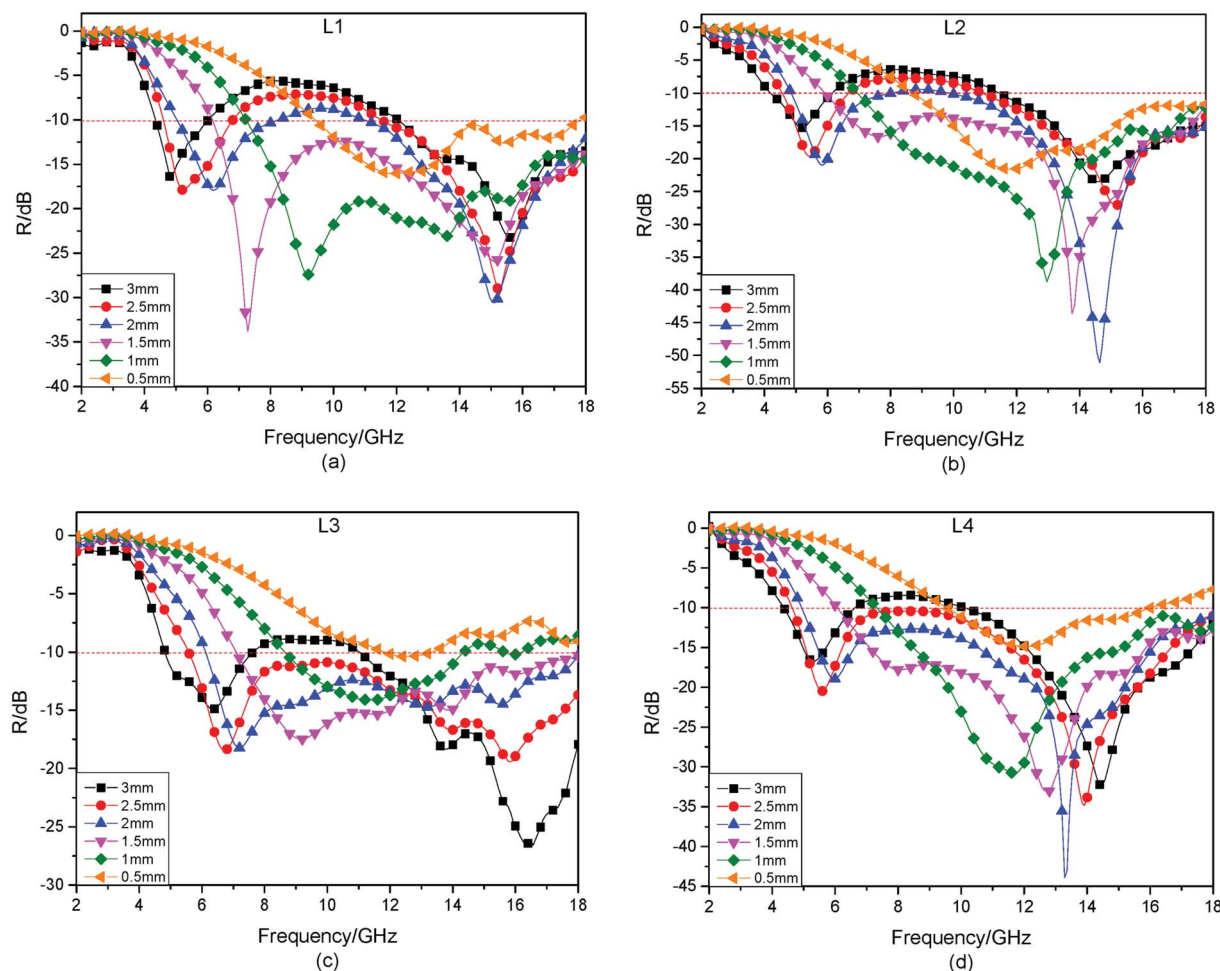 L1
0
-5
-10
-15
-20
-25
-30
-35
-40
R/dB
3mm
2.5mm
2mm
1.5mm
1mm
0.5mm
2 4 6 8 10 12 14 16 18
Frequency/GHz
(a)
L2
0
-5
-10
-15
-20
-25
-30
-35
-40
-45
-50
-55
R/dB
3mm
2.5mm
2mm
1.5mm
1mm
0.5mm
2 4 6 8 10 12 14 16 18
Frequency/GHz
(b)
L3
0
-5
-10
-15
-20
-25
-30
R/dB
3mm
2.5mm
2mm
1.5mm
1mm
0.5mm
2 4 6 8 10 12 14 16 18
Frequency/GHz
(c)
L4
0
-5
-10
-15
-20
-25
-30
-35
-40
-45
R/dB
3mm
2.5mm
2mm
1.5mm
1mm
0.5mm
2 4 6 8 10 12 14 16 18
Frequency/GHz
(d)